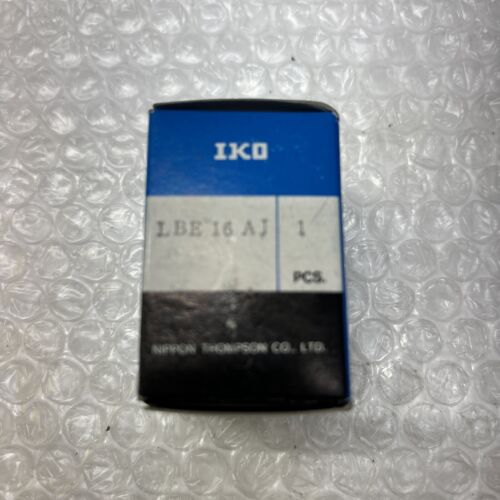 IKO
LBE 16 AJ 1
PCS.
NIPPON THOMPSON CO., LTD.